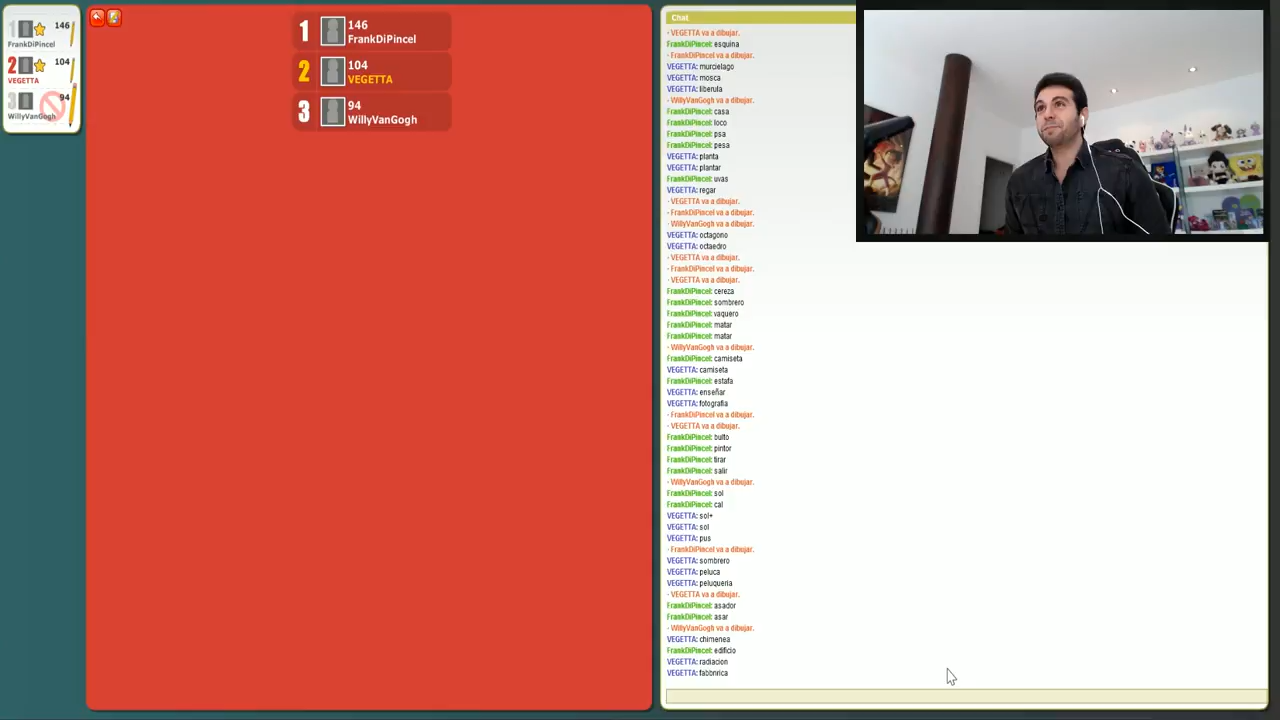 1
146
FrankDiPincel
2
104
VEGETTA
3
94
WillyVanGogh
1
146
FrankDiPincel
2
104
VEGETTA
3
94
WillyVanGogh
Chat
· VEGETTA va a dibujar.
FrankDiPincel: esquina
· FrankDiPincel va a dibujar.
VEGETTA: murcielago
VEGETTA: mosca
VEGETTA: liberula
· WillyVanGogh va a dibujar.
FrankDiPincel: casa
FrankDiPincel: loco
FrankDiPincel: psa
FrankDiPincel: pesa
VEGETTA: planta
VEGETTA: plantar
FrankDiPincel: uvas
VEGETTA: regar
· VEGETTA va a dibujar.
· FrankDiPincel va a dibujar.
· WillyVanGogh va a dibujar.
VEGETTA: octagono
VEGETTA: octaedro
· VEGETTA va a dibujar.
· FrankDiPincel va a dibujar.
· VEGETTA va a dibujar.
FrankDiPincel: cereza
FrankDiPincel: sombrero
FrankDiPincel: vaquero
FrankDiPincel: matar
FrankDiPincel: matar
· WillyVanGogh va a dibujar.
FrankDiPincel: camiseta
VEGETTA: camiseta
FrankDiPincel: estafa
VEGETTA: enseñar
VEGETTA: fotografia
· FrankDiPincel va a dibujar.
· VEGETTA va a dibujar.
FrankDiPincel: bulto
FrankDiPincel: pintor
FrankDiPincel: tirar
FrankDiPincel: salir
· WillyVanGogh va a dibujar.
FrankDiPincel: sol
FrankDiPincel: cal
VEGETTA: sol+
VEGETTA: sol
VEGETTA: pus
· FrankDiPincel va a dibujar.
VEGETTA: sombrero
VEGETTA: peluca
VEGETTA: peluqueria
· VEGETTA va a dibujar.
FrankDiPincel: asador
FrankDiPincel: asar
· WillyVanGogh va a dibujar.
VEGETTA: chimenea
FrankDiPincel: edificio
VEGETTA: radiacion
VEGETTA: fabbnrica